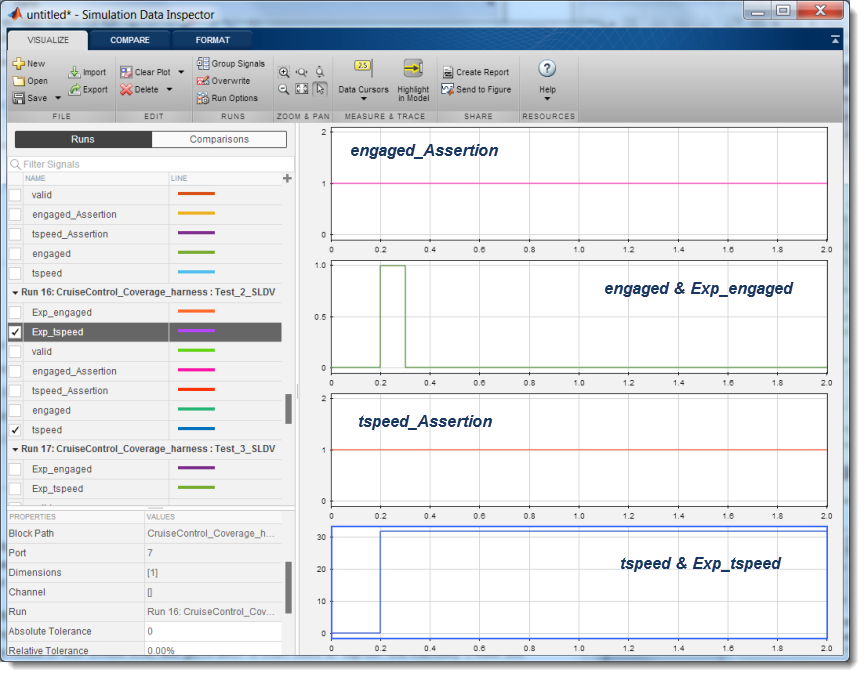 untitled* - Simulation Data Inspector
VISUALIZE COMPARE FORMAT
New
Open
Save
Import
Export
Clear Plot
Delete
Group Signals
Overwrite
Run Options
2.5
Data Cursors
Highlight in Model
Create Report
Send to Figure
?
Help
FILE EDIT RUNS ZOOM & PAN MEASURE & TRACE SHARE RESOURCES
Runs Comparisons
Filter Signals
NAME LINE
valid
engaged_Assertion
tspeed_Assertion
engaged
tspeed
Run 16: CruiseControl_Coverage_harness : Test_2_SLDV
Exp_engaged
Exp_tspeed
valid
engaged_Assertion
tspeed_Assertion
engaged
tspeed
Run 17: CruiseControl_Coverage_harness : Test_3_SLDV
Exp_engaged
Exp_tspeed
PROPERTIES VALUES
Block Path CruiseControl_Coverage_h...
Port 7
Dimensions [1]
Channel []
Run Run 16: CruiseControl_Cov...
Absolute Tolerance 0
Relative Tolerance 0.00%
engaged_Assertion
2
1
0
0 0.2 0.4 0.6 0.8 1.0 1.2 1.4 1.6 1.8 2.0
engaged & Exp_engaged
1.0
0.5
0
0 0.2 0.4 0.6 0.8 1.0 1.2 1.4 1.6 1.8 2.0
tspeed_Assertion
2
1
0
0 0.2 0.4 0.6 0.8 1.0 1.2 1.4 1.6 1.8 2.0
tspeed & Exp_tspeed
30
20
10
0
0 0.2 0.4 0.6 0.8 1.0 1.2 1.4 1.6 1.8 2.0